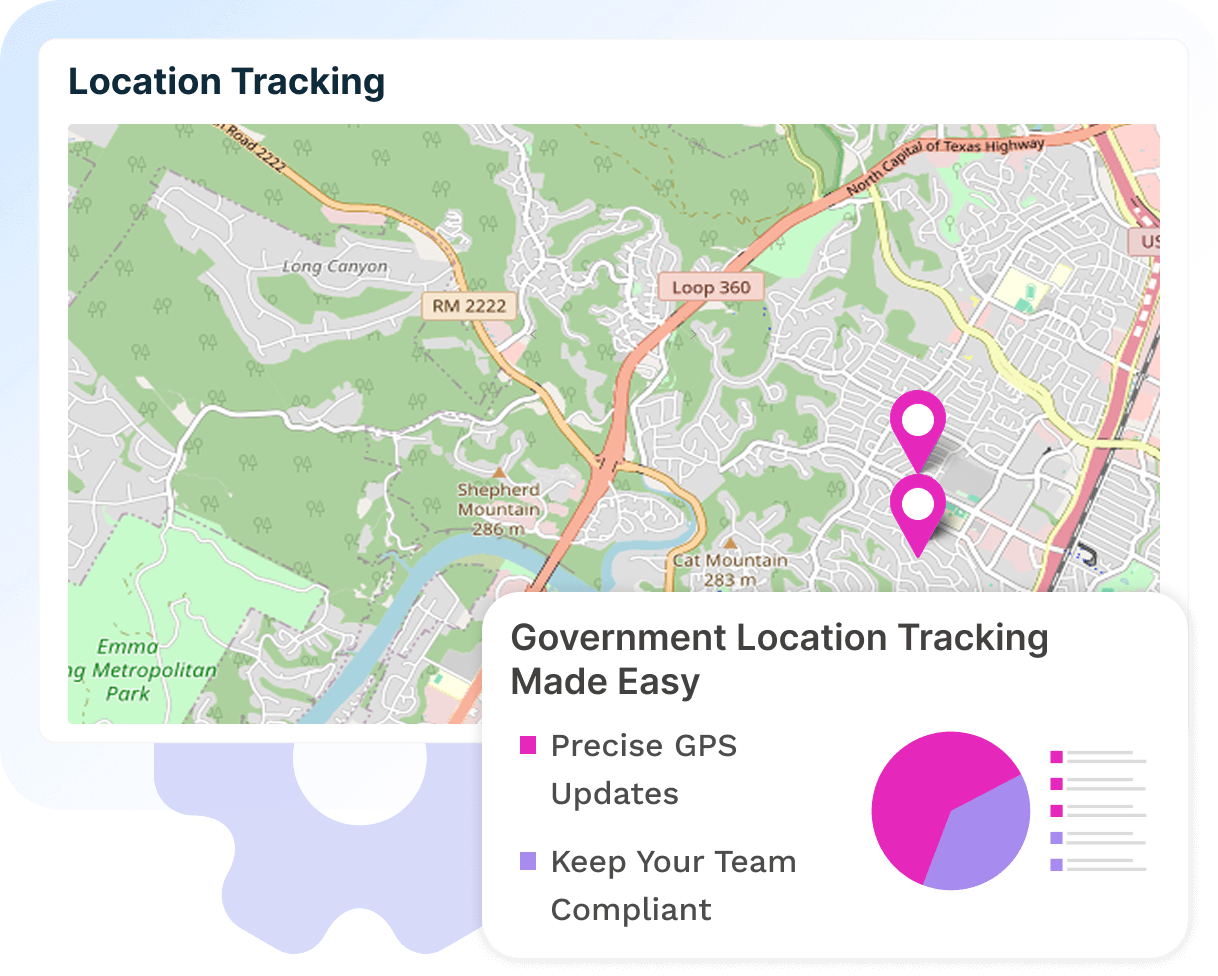 Location Tracking
n Road 2222
North Capital of Texas Highway
US
Long Canyon
Loop 360
RM 2222
Shepherd
Mountain
286 m
Cat Mountain
283 m
Emma
ng Metropolitan
Park
Government Location Tracking
Made Easy
Precise GPS
Updates
Keep Your Team
Compliant